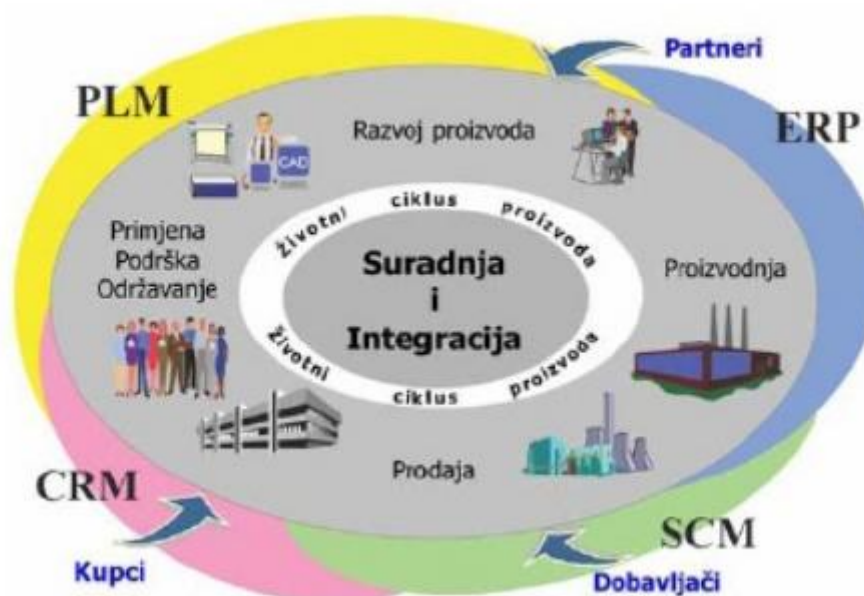 Partneri
PLM
ERP
Razvoj proizvoda
CAD
životni ciklus proizvoda
Primjena
Podrška
Održavanje
Suradnja
i
Integracija
Proizvodnja
životni ciklus proizvoda
Prodaja
CRM
SCM
Kupci
Dobavljači